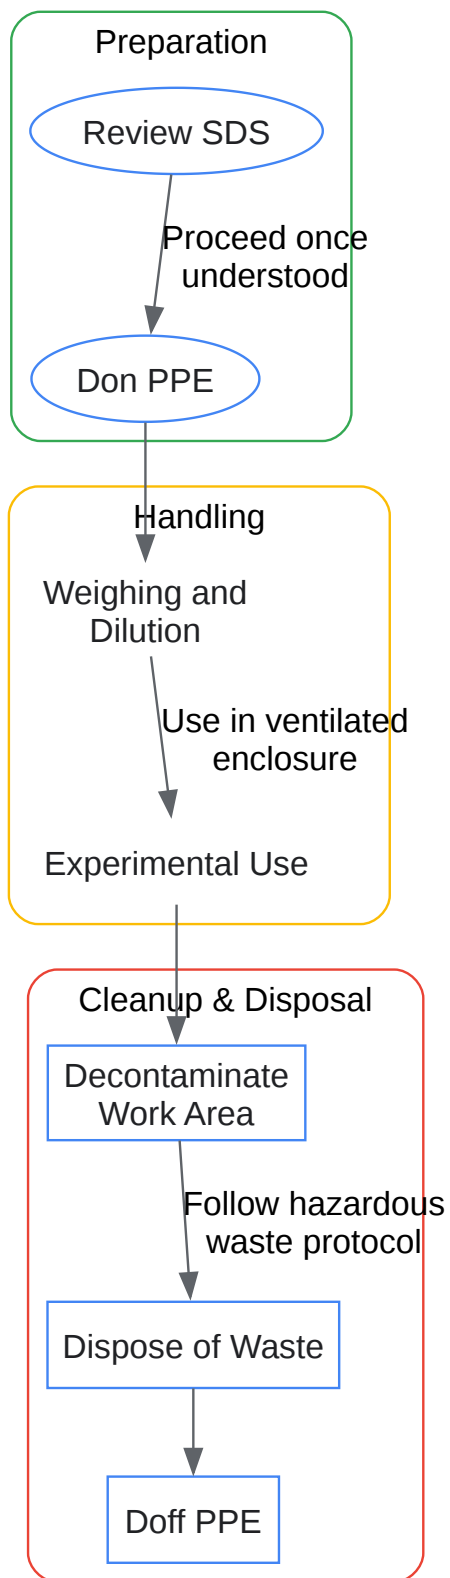 Preparation
Review SDS
Proceed once
understood
Don PPE
Handling
Weighing and
Dilution
Use in ventilated
enclosure
Experimental Use
Cleanup & Disposal
Decontaminate
Work Area
Follow hazardous
waste protocol
Dispose of Waste
Doff PPE